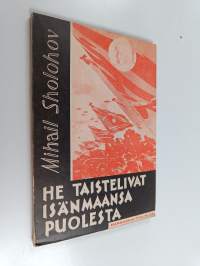 Mihail Sholohov
HE TAISTELIVAT
ISÄNMAANSA
PUOLESTA